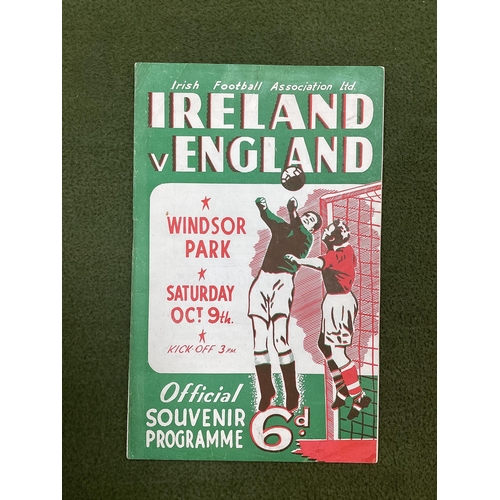 Irish Football Association Ltd.
IRELAND
V ENGLAND
WINDSOR
PARK
SATURDAY
OCT 9th.
KICK OFF 3 P.M.
Official
SOUVENIR
PROGRAMME 6d.